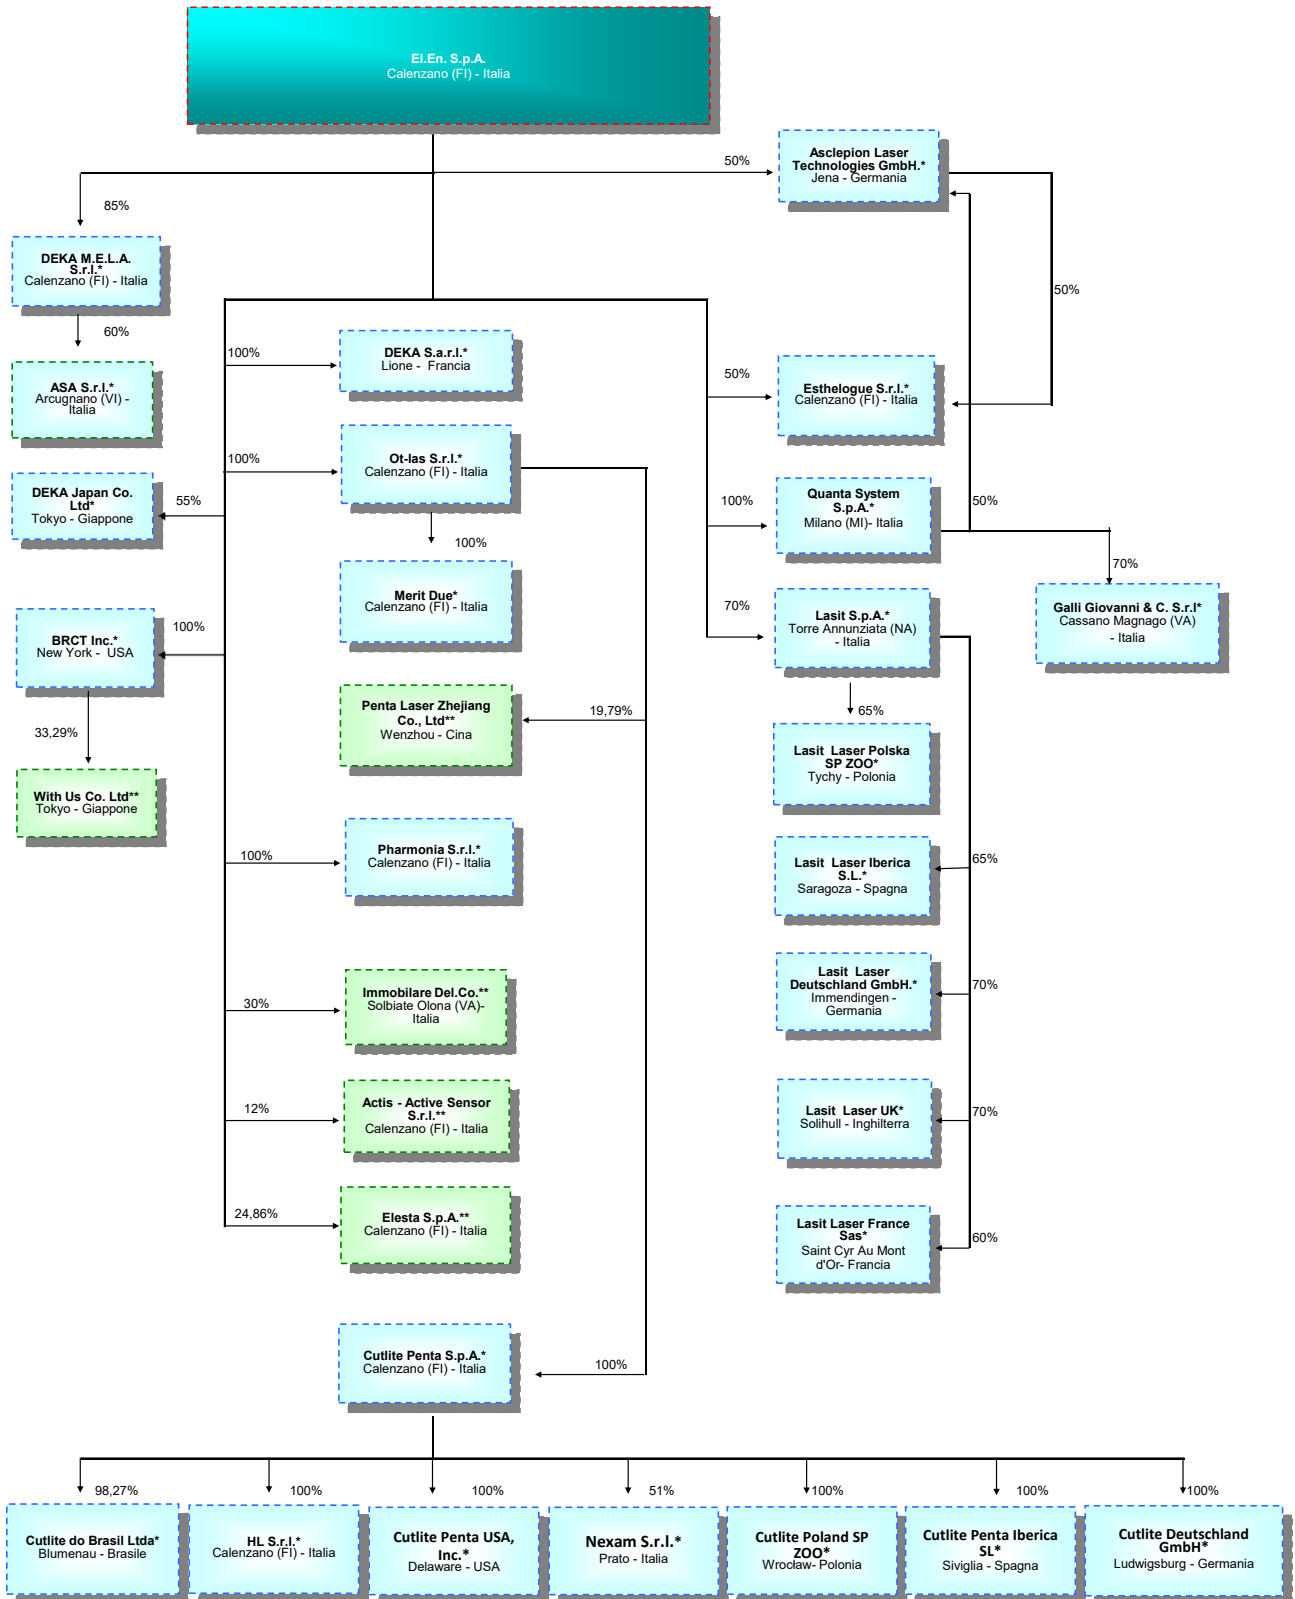 El.En. S.p.A.
Calenzano (FI) - Italia
50%
Asclepion Laser
Technologies GmbH.*
Jena - Germania
85%
DEKA M.E.L.A.
S.r.l.*
Calenzano (FI) - Italia
50%
60%
ASA S.r.l.*
Arcugnano (VI) -
Italia
100%
DEKA S.a.r.l.*
Lione - Francia
50%
Esthelogue S.r.l.*
Calenzano (FI) - Italia
100%
Ot-las S.r.l.*
Calenzano (FI) - Italia
DEKA Japan Co.
Ltd*
Tokyo - Giappone
55%
100%
Quanta System
S.p.A.*
Milano (MI)- Italia
50%
100%
Merit Due*
Calenzano (FI) - Italia
70%
Galli Giovanni & C. S.r.l*
Cassano Magnago (VA)
- Italia
70%
Lasit S.p.A.*
Torre Annunziata (NA)
- Italia
BRCT Inc.*
New York - USA
100%
33,29%
With Us Co. Ltd**
Tokyo - Giappone
Penta Laser Zhejiang
Co., Ltd**
Wenzhou - Cina
19,79%
65%
Lasit Laser Polska
SP ZOO*
Tychy - Polonia
100%
Pharmonia S.r.l.*
Calenzano (FI) - Italia
Lasit Laser Iberica
S.L.*
Saragoza - Spagna
65%
30%
Immobilare Del.Co.**
Solbiate Olona (VA)-
Italia
Lasit Laser
Deutschland GmbH.*
Immendingen -
Germania
70%
12%
Actis - Active Sensor
S.r.l.**
Calenzano (FI) - Italia
Lasit Laser UK*
Solihull - Inghilterra
70%
24,86%
Elesta S.p.A.**
Calenzano (FI) - Italia
Lasit Laser France
Sas*
Saint Cyr Au Mont
d'Or- Francia
60%
Cutlite Penta S.p.A.*
Calenzano (FI) - Italia
100%
98,27%
100%
100%
51%
100%
100%
100%
Cutlite do Brasil Ltda*
Blumenau - Brasile
HL S.r.l.*
Calenzano (FI) - Italia
Cutlite Penta USA,
Inc.*
Delaware - USA
Nexam S.r.l.*
Prato - Italia
Cutlite Poland SP
ZOO*
Wrocław- Polonia
Cutlite Penta Iberica
SL*
Siviglia - Spagna
Cutlite Deutschland
GmbH*
Ludwigsburg - Germania